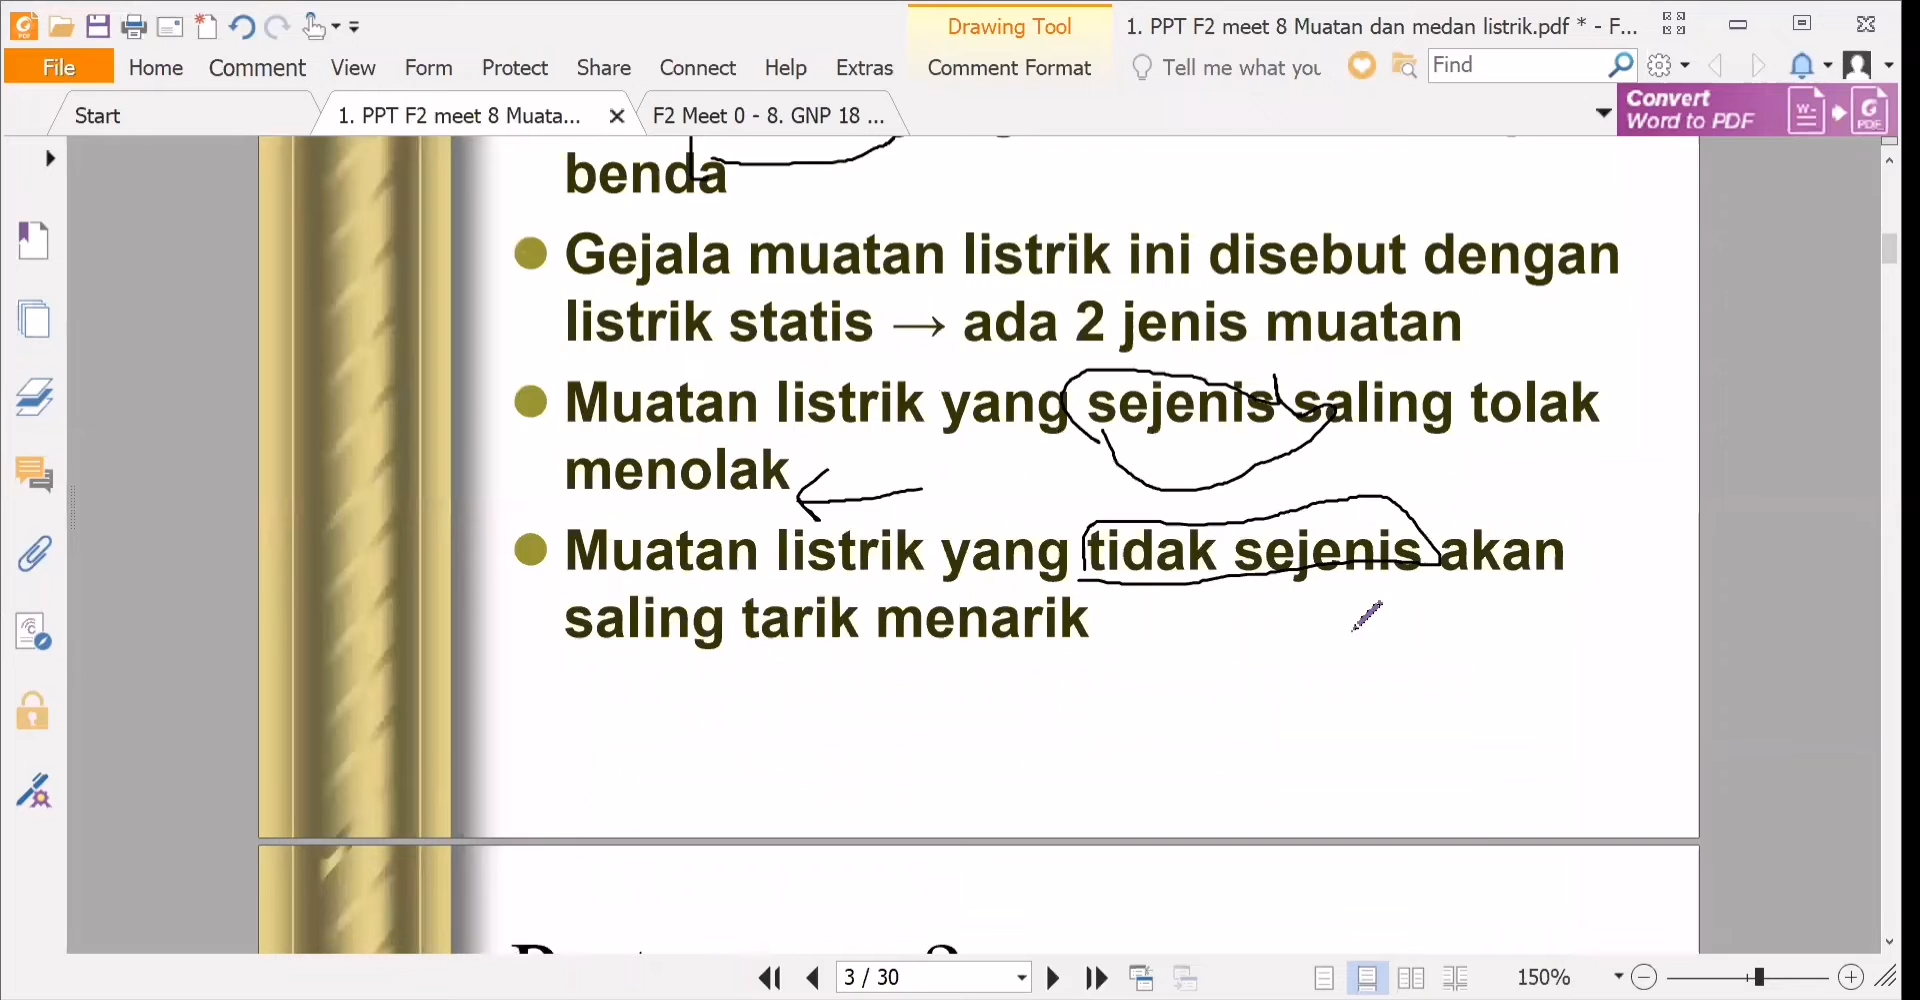 Drawing Tool
1. PPT F2 meet 8 Muatan dan medan listrik.pdf * - F...
File Home Comment View Form Protect Share Connect Help Extras Comment Format Tell me what you Find
Start
1. PPT F2 meet 8 Muata...
F2 Meet 0 - 8. GNP 18 ...
Convert
Word to PDF
benda
Gejala muatan listrik ini disebut dengan
listrik statis → ada 2 jenis muatan
Muatan listrik yang sejenis saling tolak
menolak
Muatan listrik yang tidak sejenis akan
saling tarik menarik
3 / 30
150%